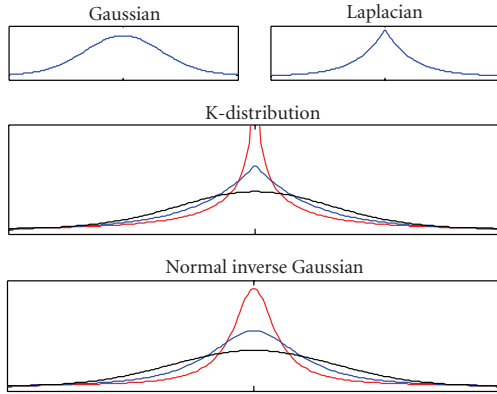 Gaussian
Laplacian
K-distribution
Normal inverse Gaussian